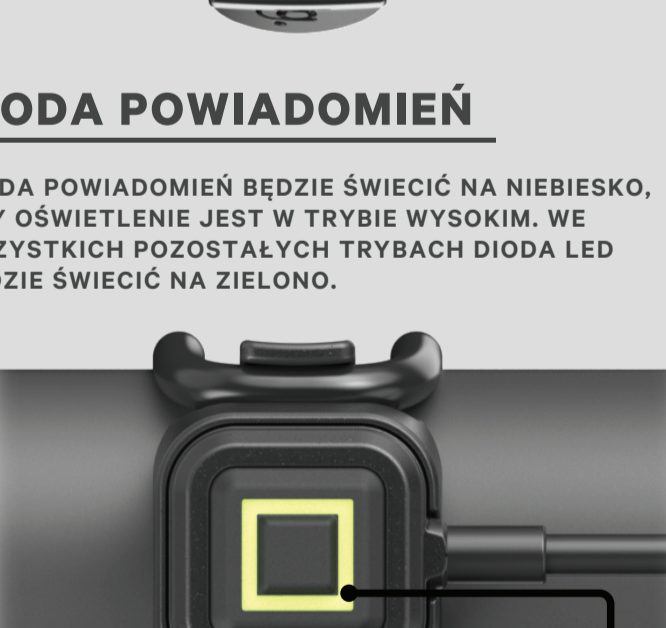 ODA POWIADOMIEŃ
DA POWIADOMIEŃ BĘDZIE ŚWIECIĆ NA NIEBIESKO,
Y OŚWIETLENIE JEST W TRYBIE WYSOKIM. WE
ZYSTKICH POZOSTAŁYCH TRYBACH DIODA LED
DZIE ŚWIECIĆ NA ZIELONO.